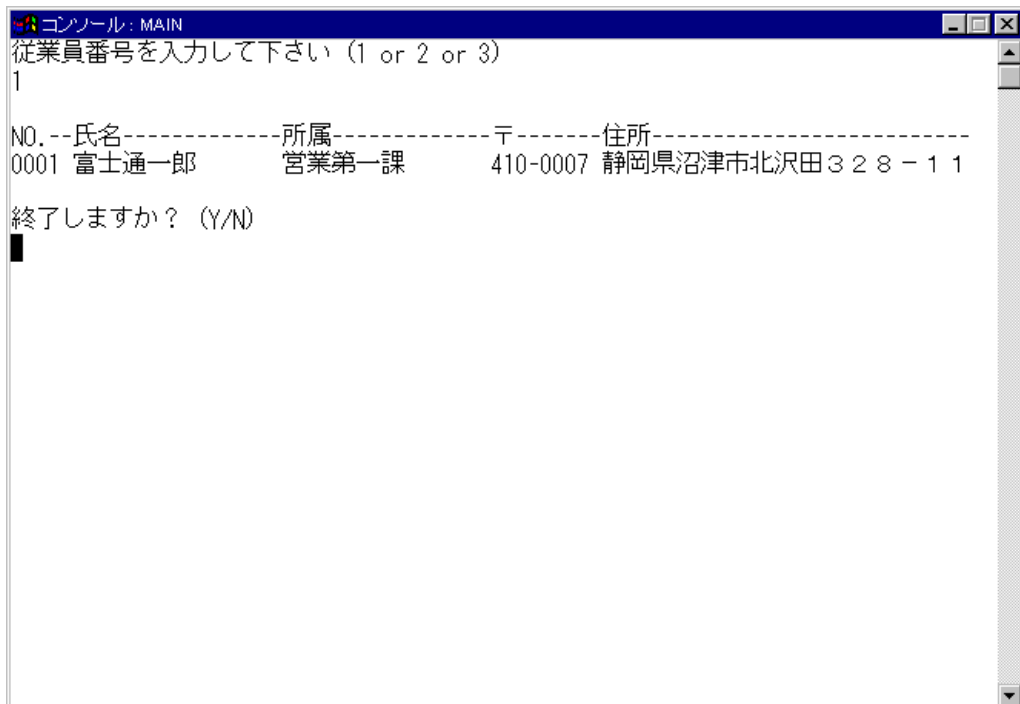 コンソール : MAIN
従業員番号を入力して下さい (1 or 2 or 3)
1
NO.--氏名-------------所属-------------〒-------住所--------------------------
0001 富士通一郎 営業第一課 410-0007 静岡県沼津市北沢田３２８－１１
終了しますか？ (Y/N)